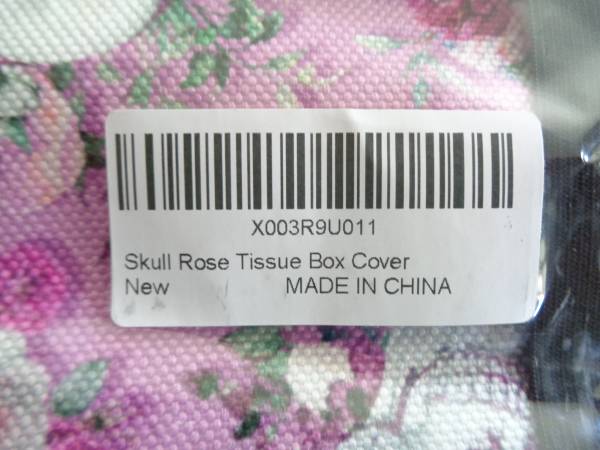 X003R9U011
Skull Rose Tissue Box Cover
New MADE IN CHINA